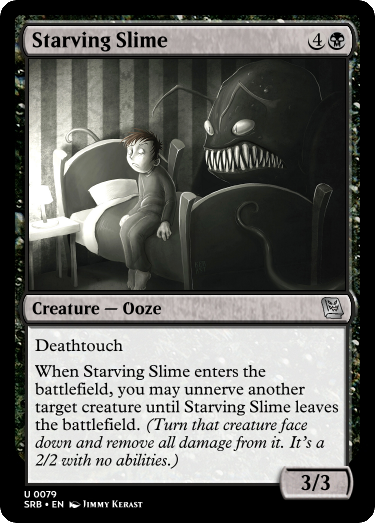 Starving Slime 4
Creature — Ooze
Deathtouch
When Starving Slime enters the
battlefield, you may unnerve another
target creature until Starving Slime leaves
the battlefield. (Turn that creature face
down and remove all damage from it. It's a
2/2 with no abilities.)
3/3
U 0079
SRB • EN Jimmy Kerast